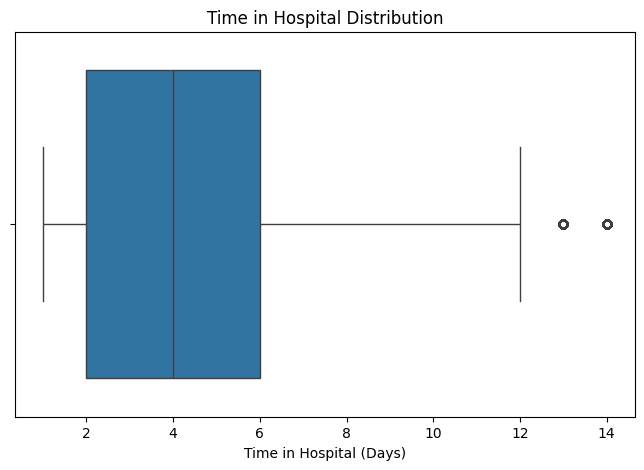 Time in Hospital Distribution
2 4 6 8 10 12 14
Time in Hospital (Days)